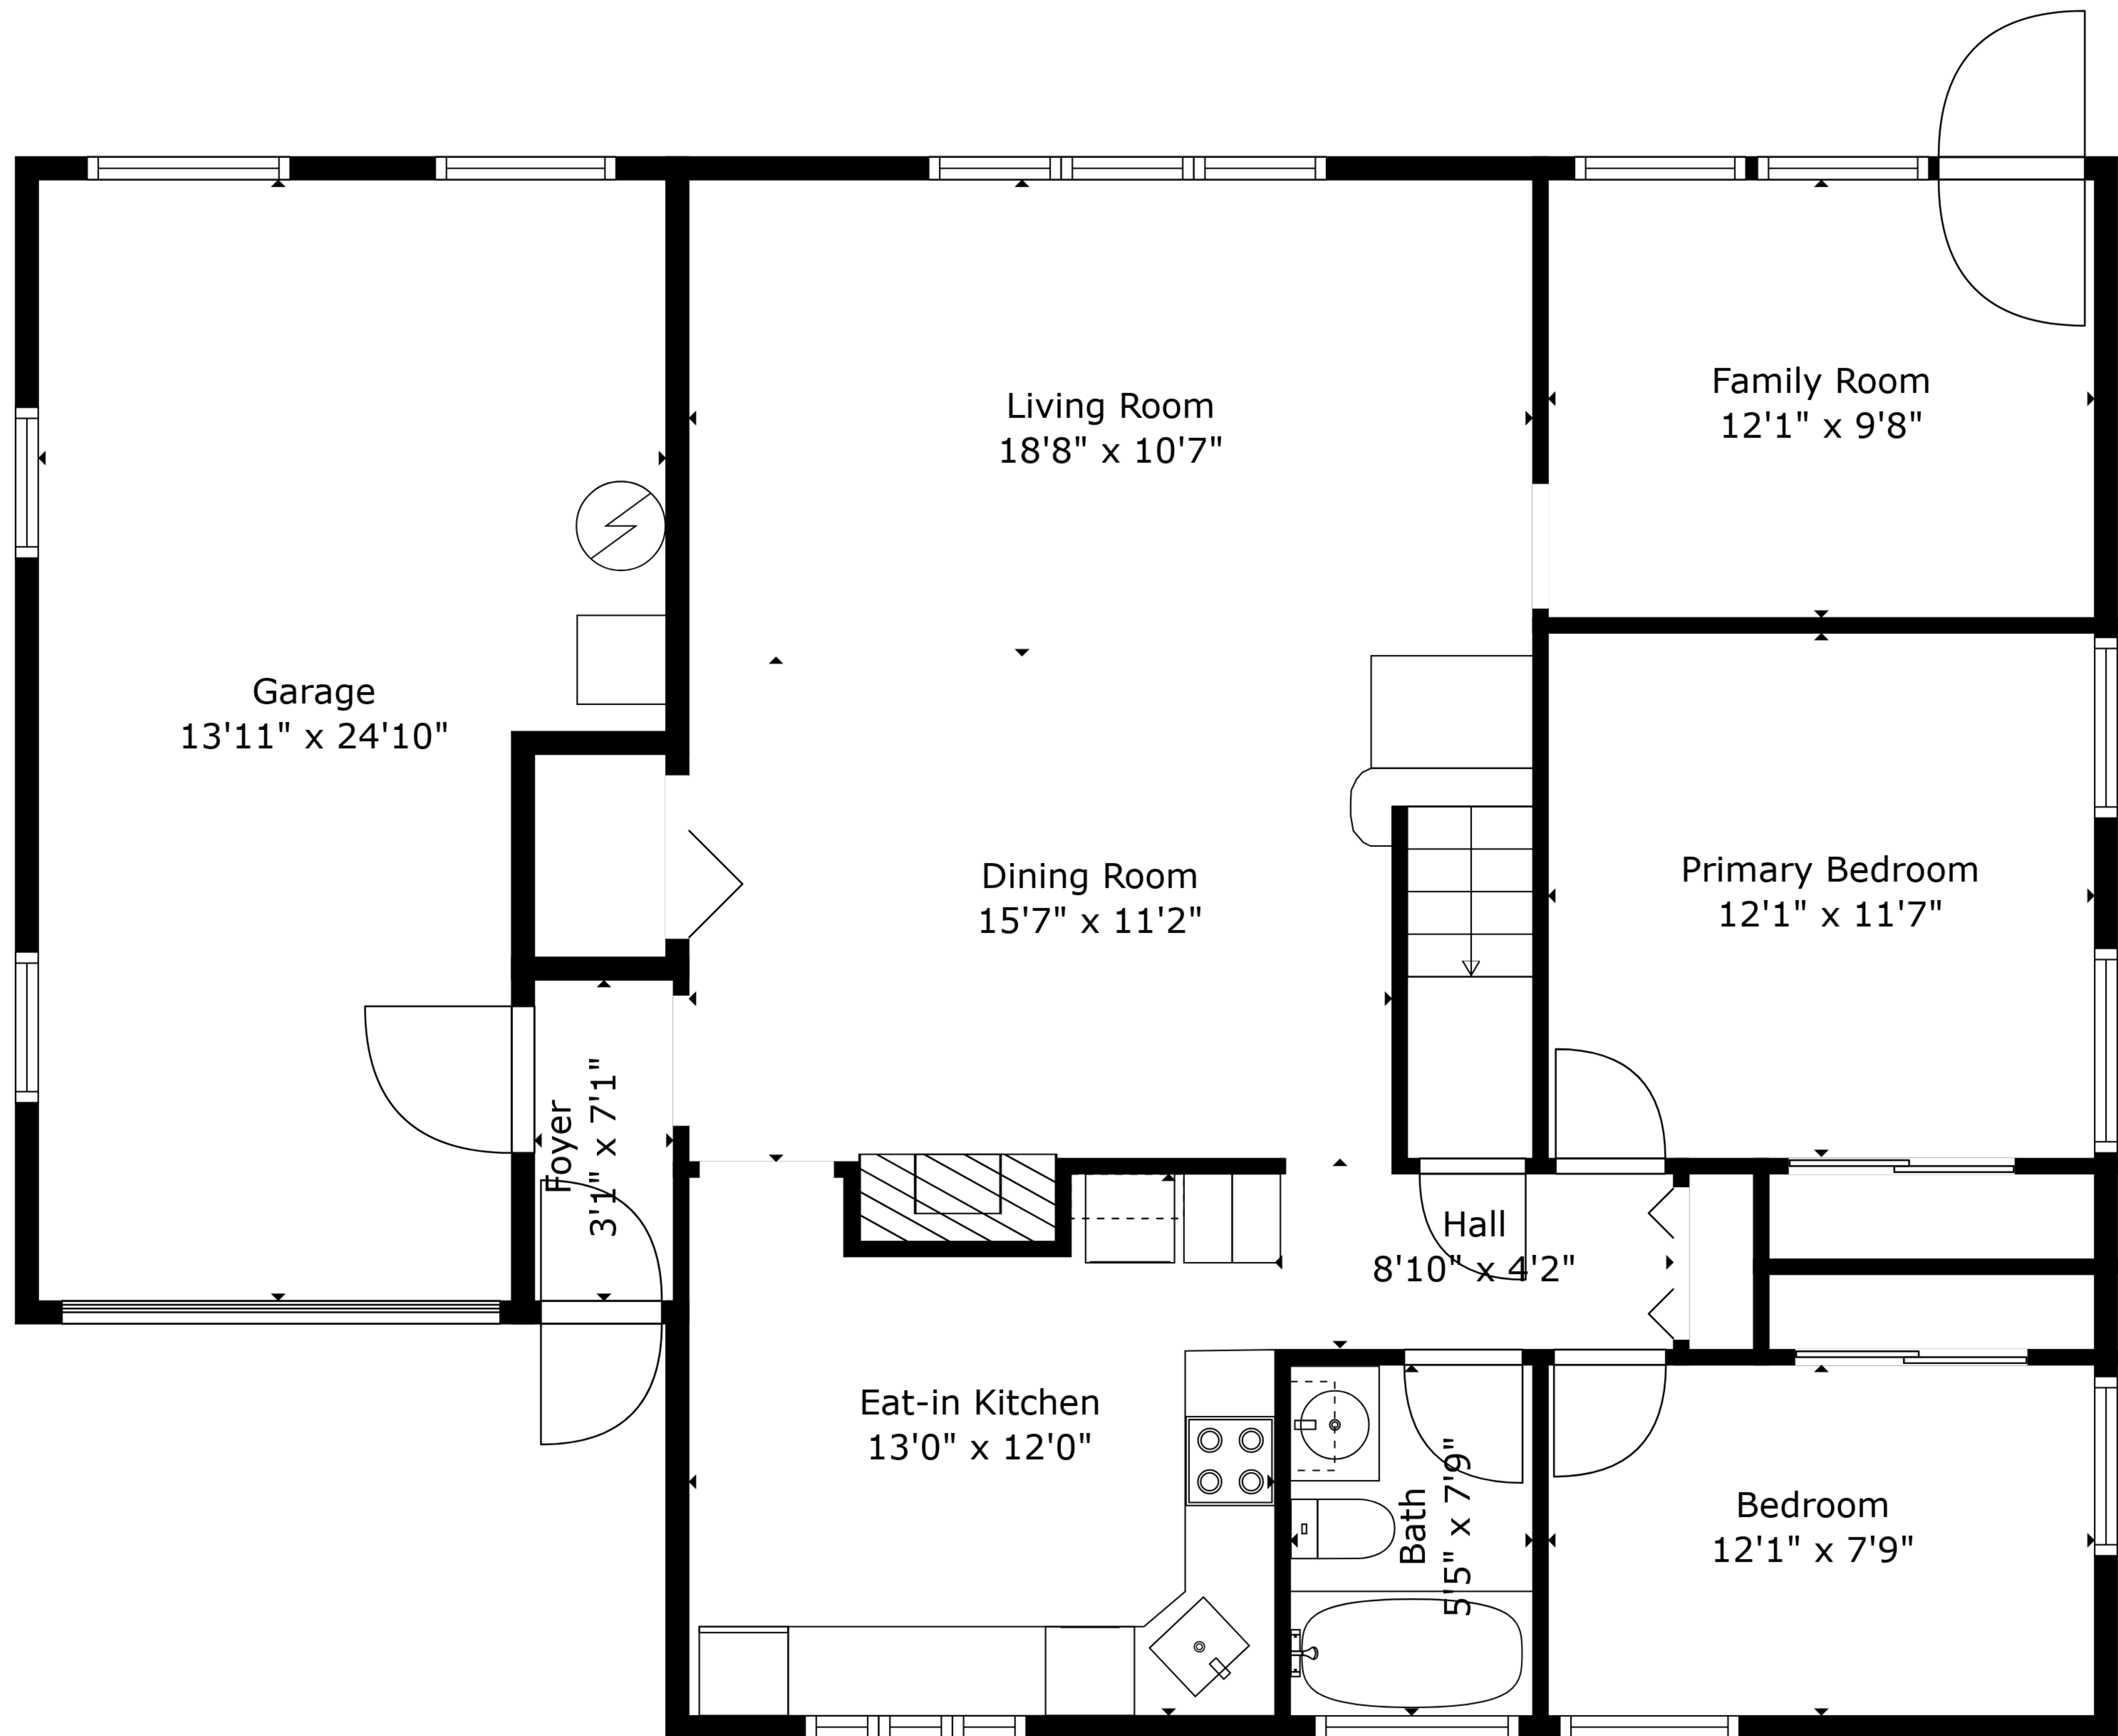 Living Room
18'8" x 10'7"
Family Room
12'1" x 9'8"
Garage
13'11" x 24'10"
Dining Room
15'7" x 11'2"
Primary Bedroom
12'1" x 11'7"
Foyer
3'1" x 7'1"
Hall
8'10" x 4'2"
Eat-in Kitchen
13'0" x 12'0"
Bath
5'5" x 7'9"
Bedroom
12'1" x 7'9"